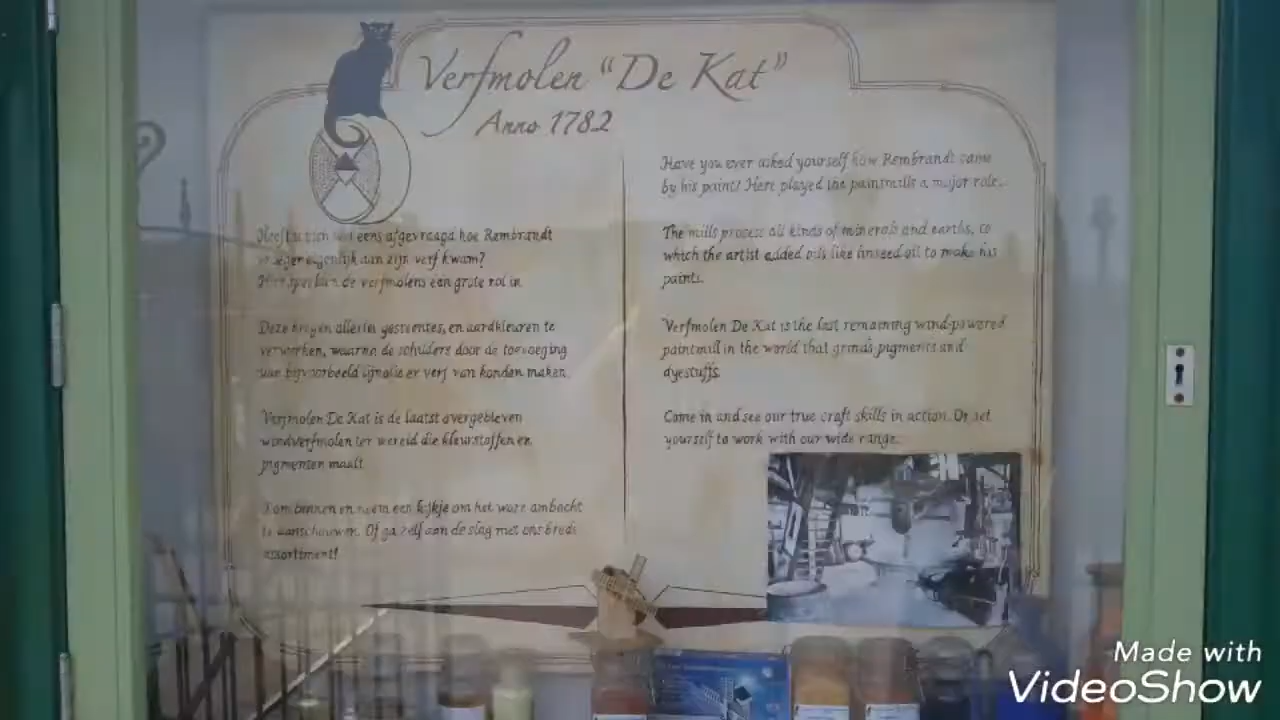 Verfmolen "De Kat"
Anno 1782
Heeft u zich wel eens afgevraagd hoe Rembrandt
vroeger eigenlijk aan zijn verf kwam?
Hier spelen de verfmolens een grote rol in.
Deze kregen allerlei gesteentes, en aardkleuren te
verwerken, waarna de schilders door de toevoeging
van bijvoorbeeld lijnolie er verf van konden maken.
Verfmolen De Kat is de laatst overgebleven
windverfmolen ter wereld die kleurstoffen en
pigmenten maalt.
Kom binnen en neem een kijkje om het ware ambacht
te aanschouwen. Of ga zelf aan de slag met ons brede
assortiment!
Have you ever asked yourself how Rembrandt came
by his paint? Here played the paintmills a major role...
The mills process all kinds of minerals and earths, to
which the artist added oils like linseed oil to make his
paints.
Verfmolen De Kat is the last remaining wind-powered
paintmill in the world that grinds pigments and
dyestuffs.
Come in and see our true craft skills in action. Or set
yourself to work with our wide range.
Made with
VideoShow